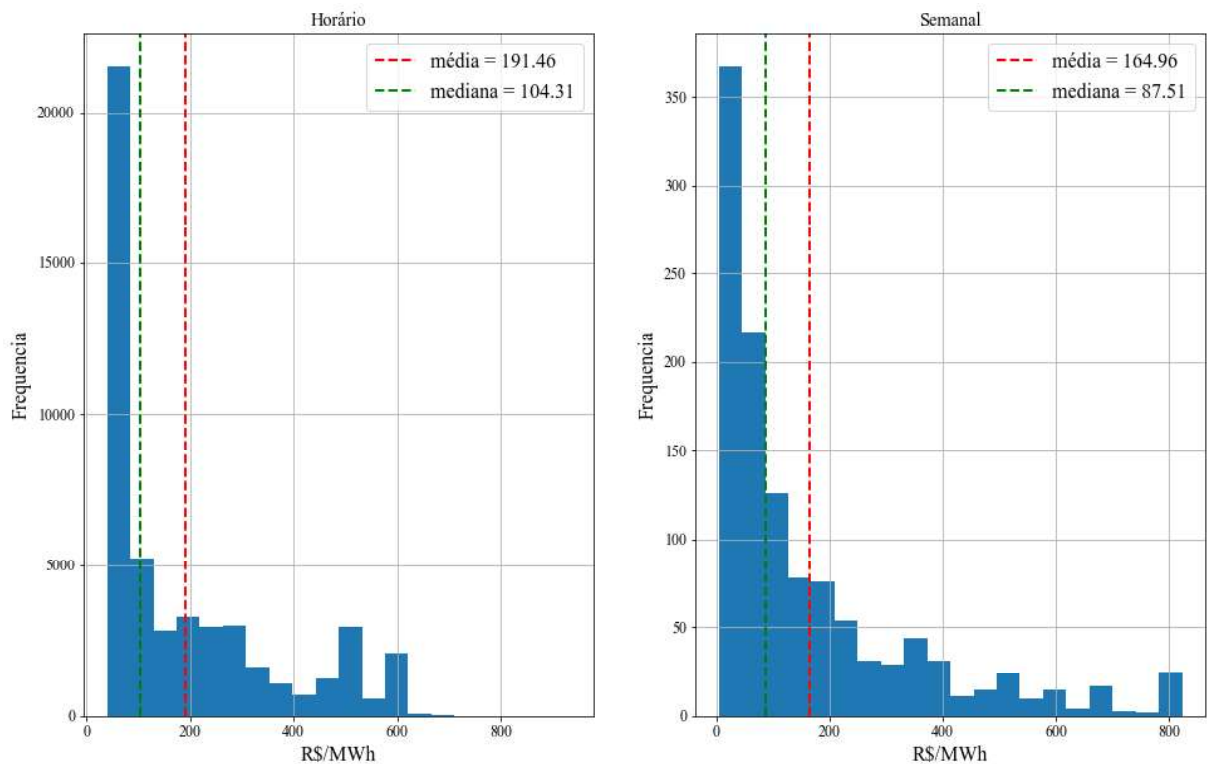 Horário
média = 191.46
mediana = 104.31
Frequencia
20000
15000
10000
5000
0
0 200 400 600 800
R$/MWh
Semanal
média = 164.96
mediana = 87.51
Frequencia
350
300
250
200
150
100
50
0
0 200 400 600 800
R$/MWh